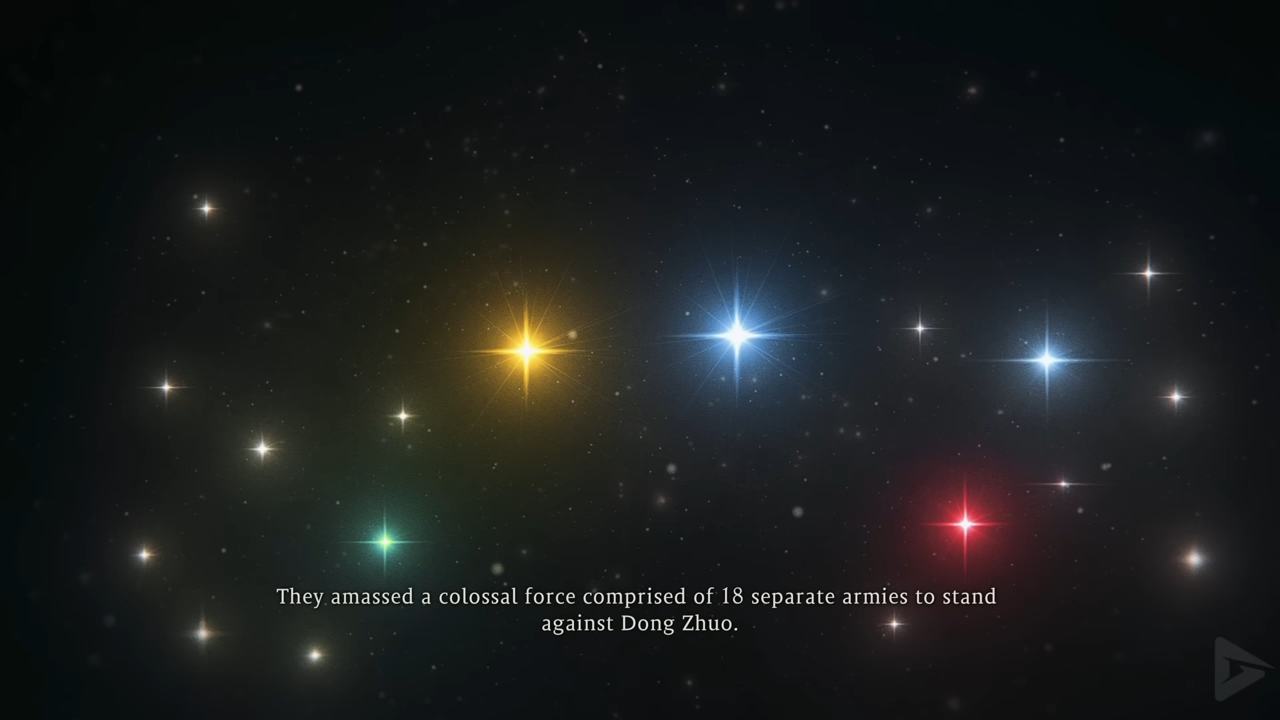 They amassed a colossal force comprised of 18 separate armies to stand
against Dong Zhuo.